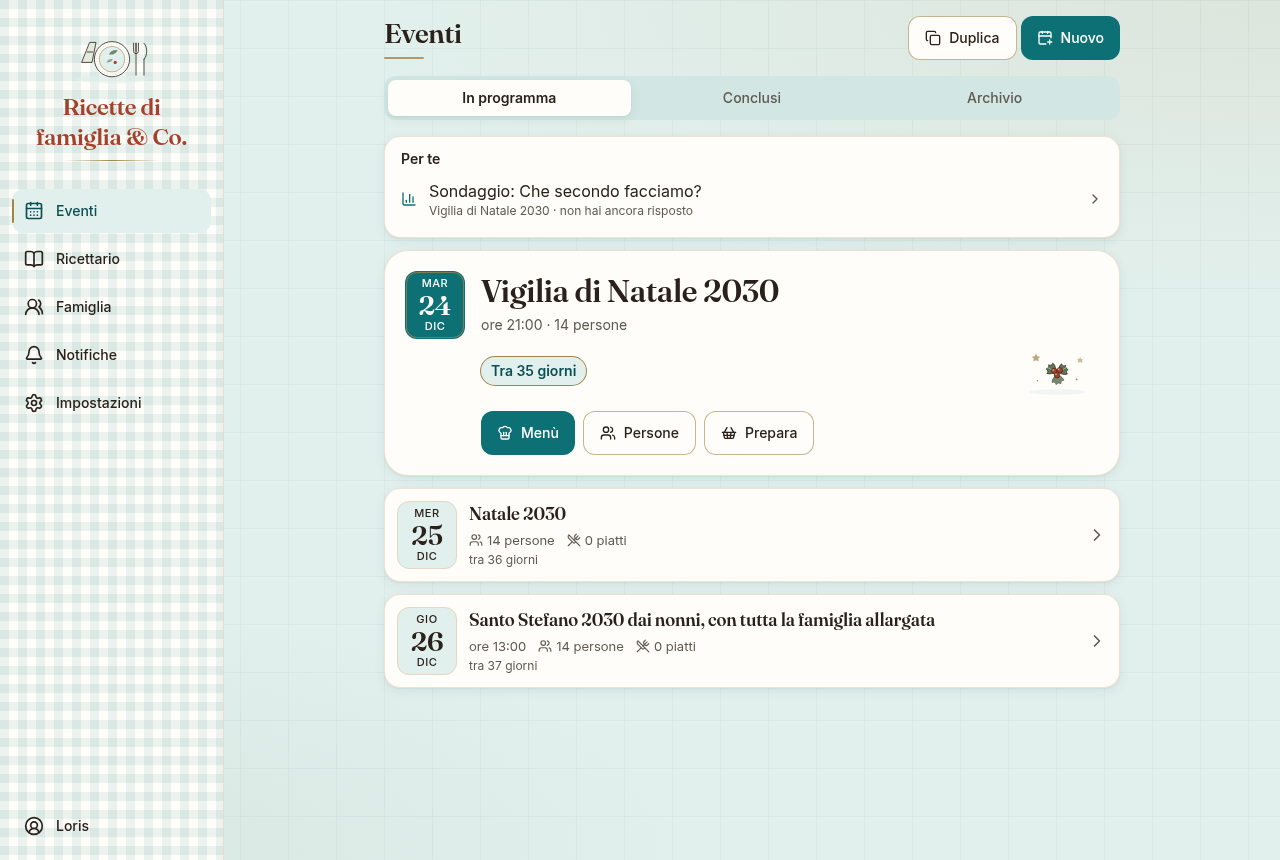 Ricette di
famiglia & Co.
Eventi
Ricettario
Famiglia
Notifiche
Impostazioni
Loris
Eventi
Duplica
Nuovo
In programma
Conclusi
Archivio
Per te
Sondaggio: Che secondo facciamo?
Vigilia di Natale 2030 · non hai ancora risposto
MAR
24
DIC
Vigilia di Natale 2030
ore 21:00 · 14 persone
Tra 35 giorni
Menù
Persone
Prepara
MER
25
DIC
Natale 2030
14 persone 0 piatti
tra 36 giorni
GIO
26
DIC
Santo Stefano 2030 dai nonni, con tutta la famiglia allargata
ore 13:00 14 persone 0 piatti
tra 37 giorni